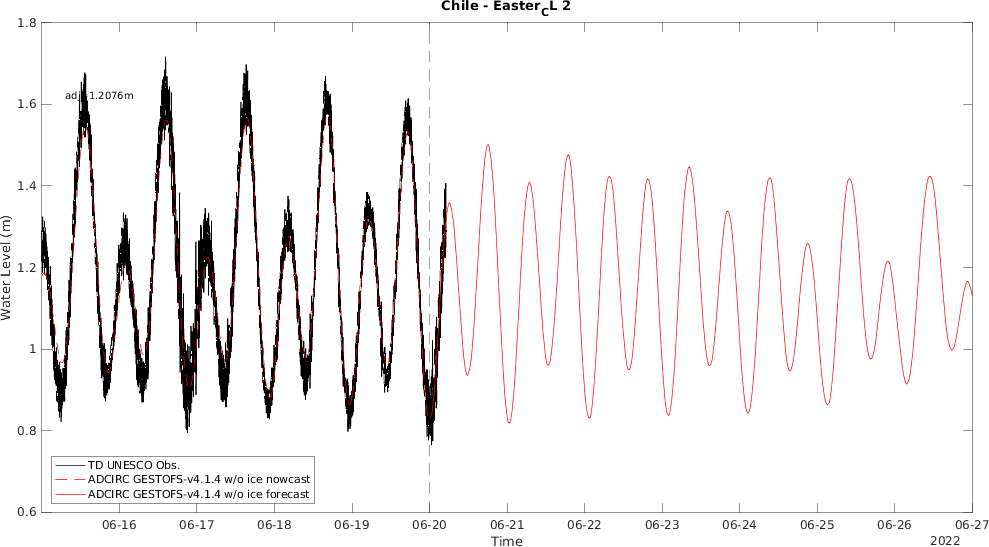 Chile - Easter_CL 2
1.8
1.6
1.4
1.2
1
0.8
0.6
Water Level (m)
adj. 1.2076m
TD UNESCO Obs.
ADCIRC GESTOFS-v4.1.4 w/o ice nowcast
ADCIRC GESTOFS-v4.1.4 w/o ice forecast
06-16 06-17 06-18 06-19 06-20 06-21 06-22 06-23 06-24 06-25 06-26 06-27
Time
2022